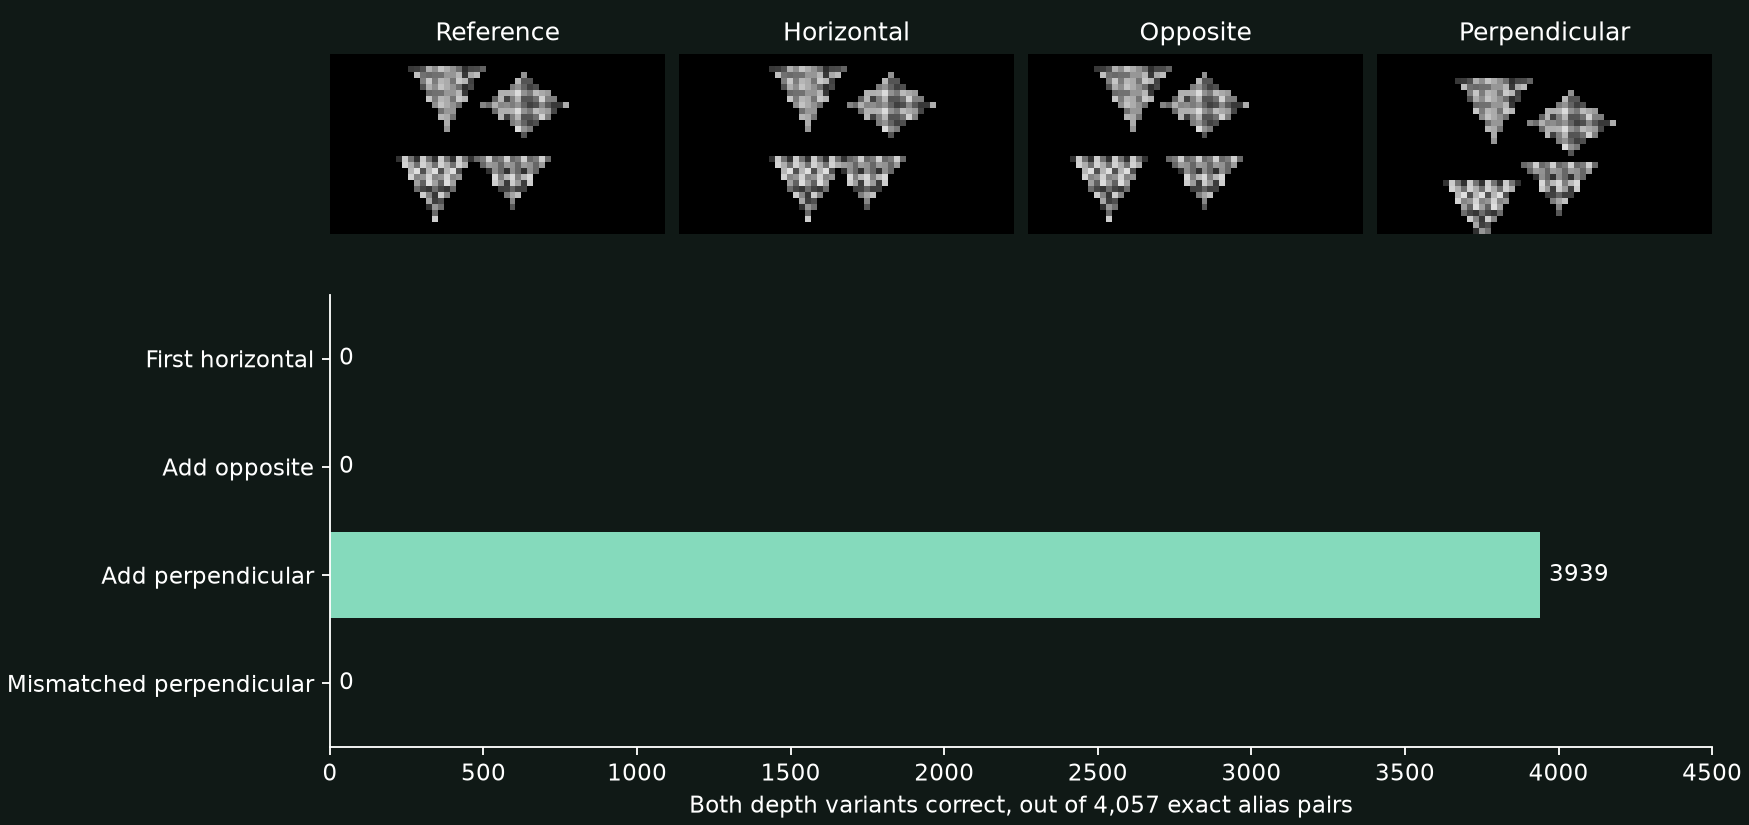 Reference
Horizontal
Opposite
Perpendicular
First horizontal
0
Add opposite
0
Add perpendicular
3939
Mismatched perpendicular
0
0 500 1000 1500 2000 2500 3000 3500 4000 4500
Both depth variants correct, out of 4,057 exact alias pairs